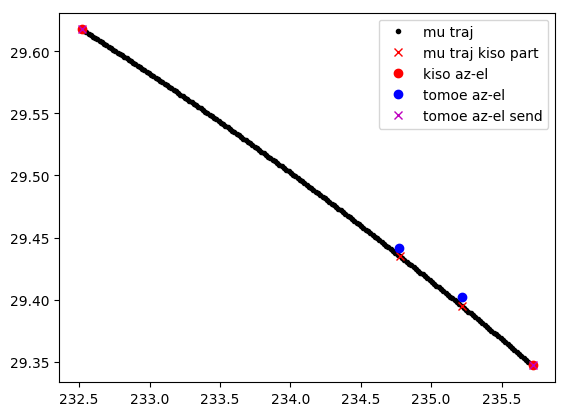 mu traj
mu traj kiso part
kiso az-el
tomoe az-el
tomoe az-el send
29.60
29.55
29.50
29.45
29.40
29.35
232.5 233.0 233.5 234.0 234.5 235.0 235.5